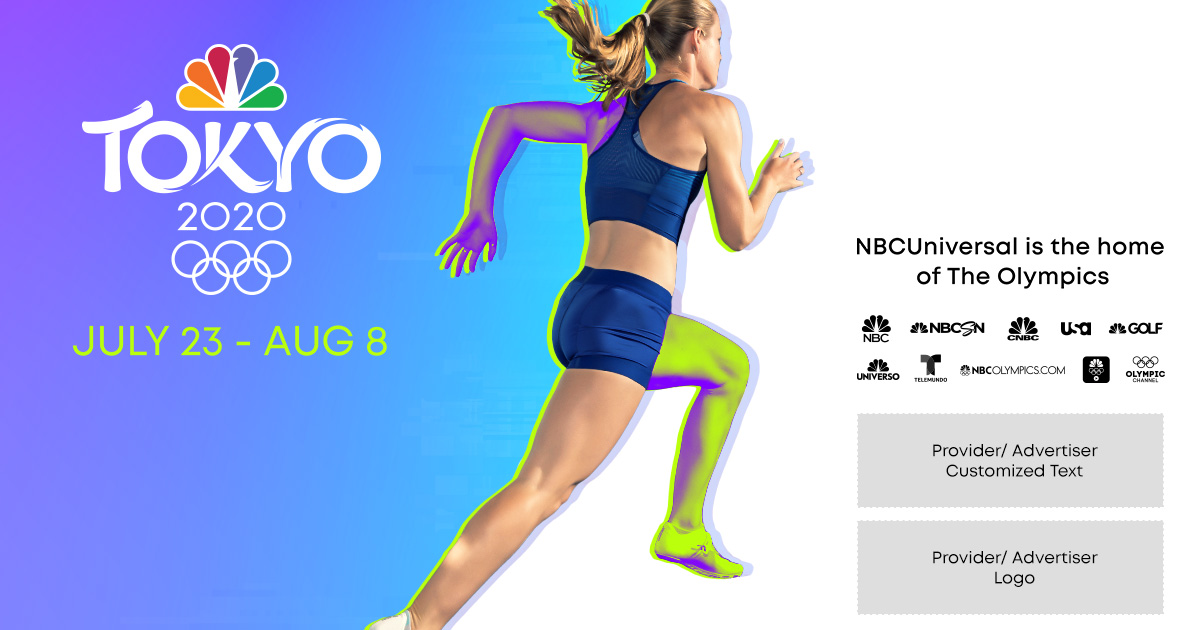 TOKYO
2020
JULY 23 - AUG 8
NBCUniversal is the home
of The Olympics
NBC
NBCSN
CNBC
USA
GOLF
UNIVERSO
TELEMUNDO
NBCOLYMPICS.COM
OLYMPIC
CHANNEL
Provider/ Advertiser
Customized Text
Provider/ Advertiser
Logo